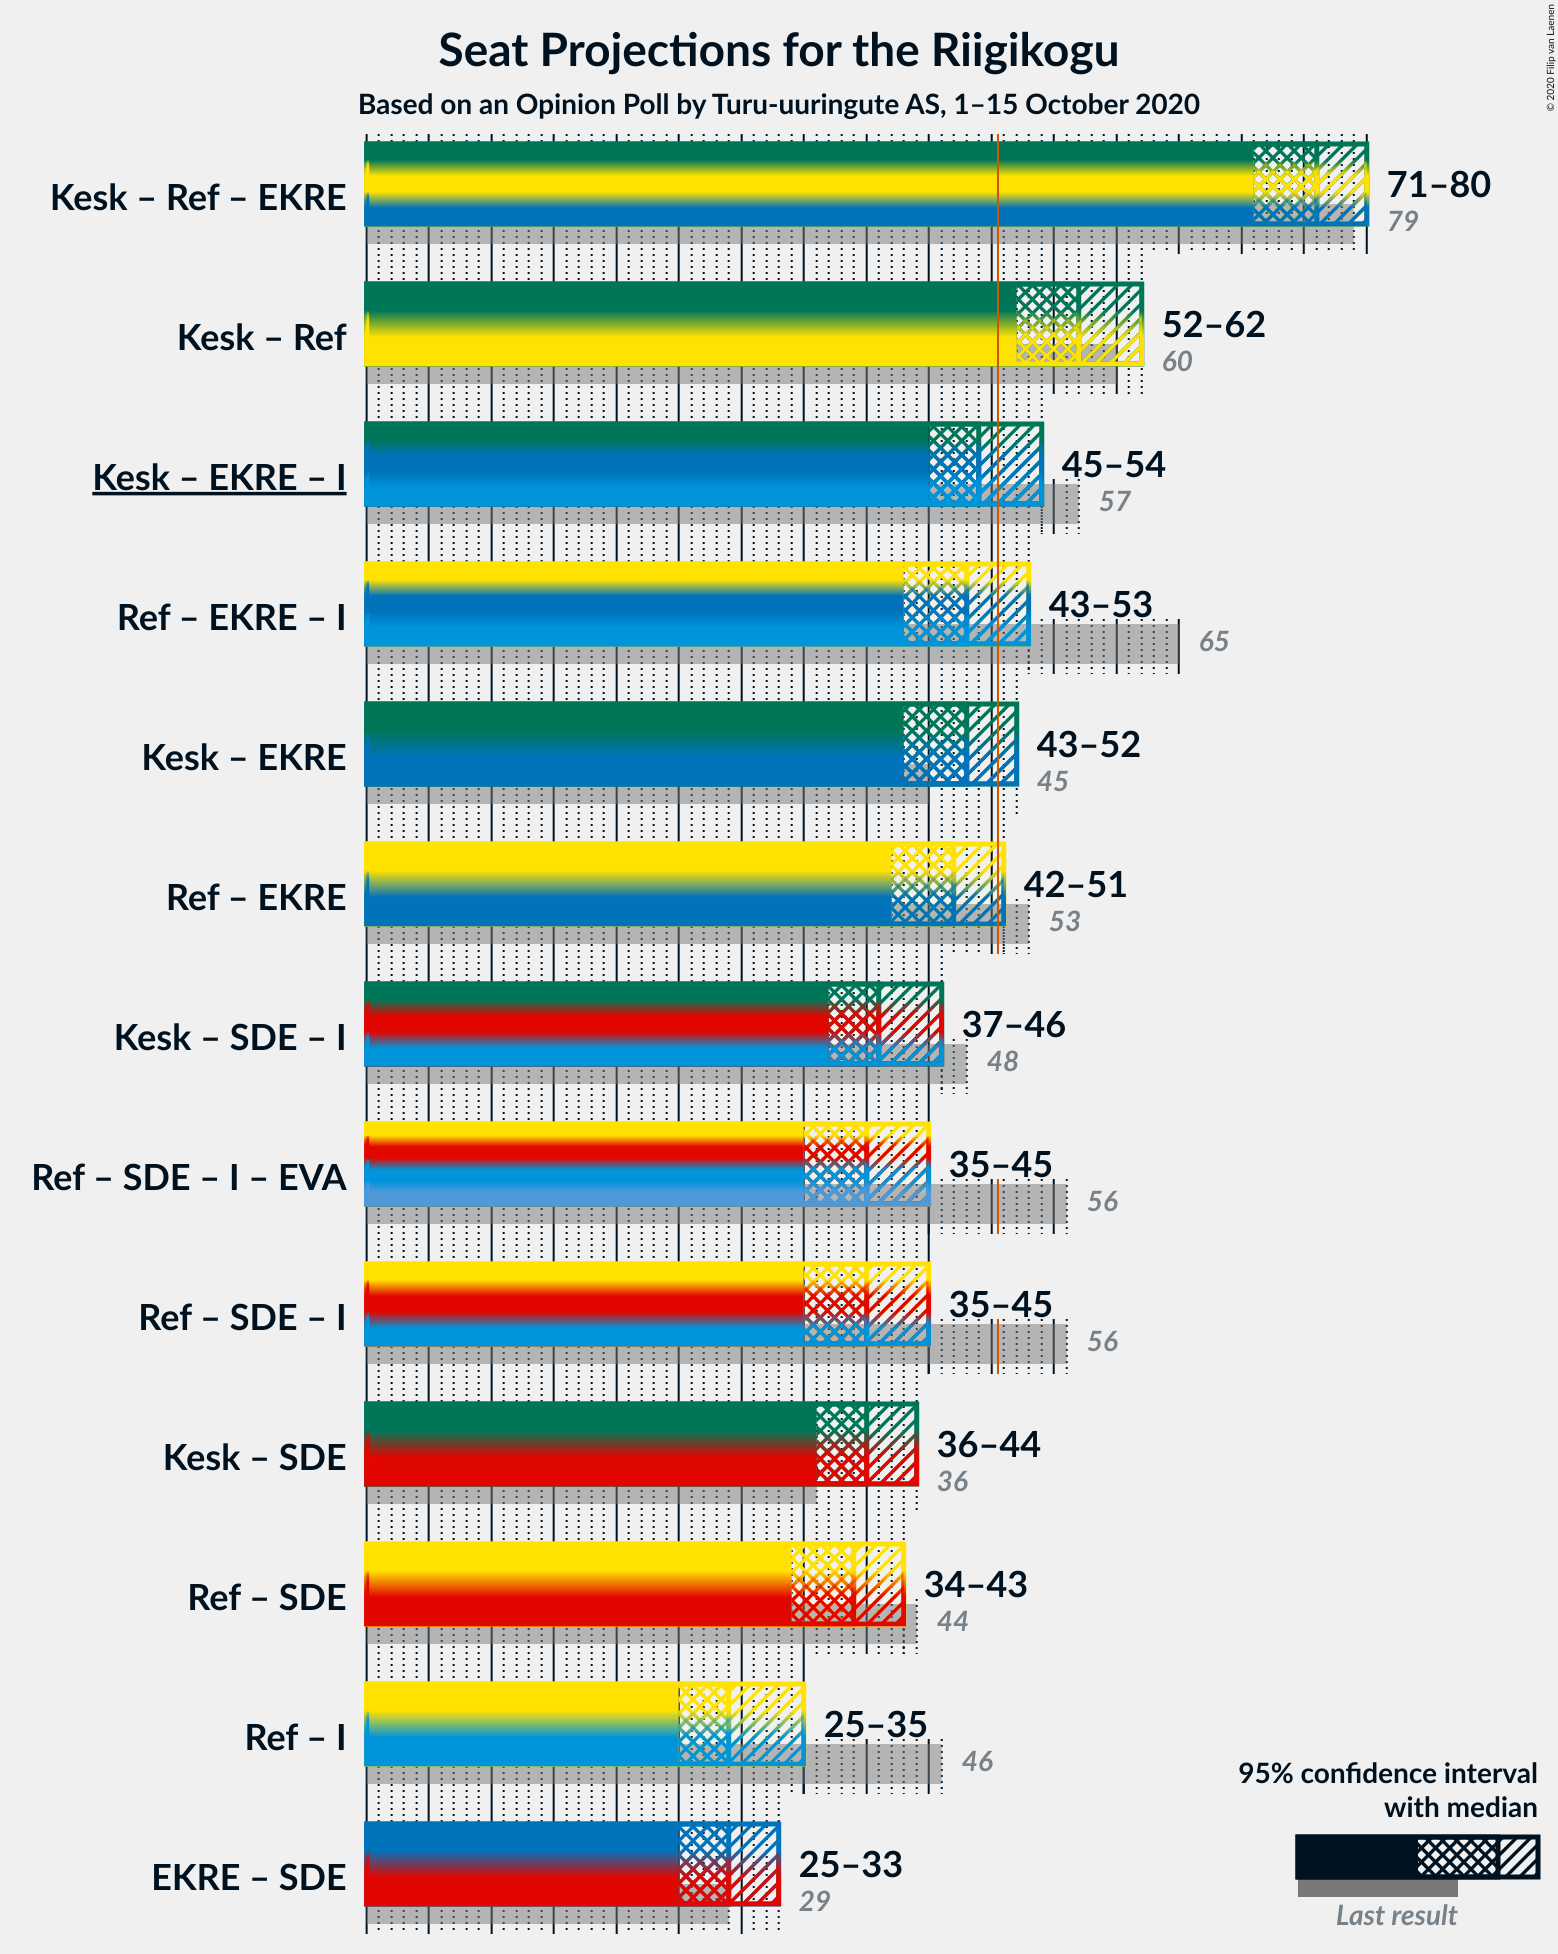 Seat Projections for the Riigikogu
Based on an Opinion Poll by Turu-uuringute AS, 1–15 October 2020
© 2020 Filip van Laenen
Kesk – Ref – EKRE
71–80
79
Kesk – Ref
52–62
60
Kesk – EKRE – I
45–54
57
Ref – EKRE – I
43–53
65
Kesk – EKRE
43–52
45
Ref – EKRE
42–51
53
Kesk – SDE – I
37–46
48
Ref – SDE – I – EVA
35–45
56
Ref – SDE – I
35–45
56
Kesk – SDE
36–44
36
Ref – SDE
34–43
44
Ref – I
25–35
46
EKRE – SDE
25–33
29
95% confidence interval
with median
Last result